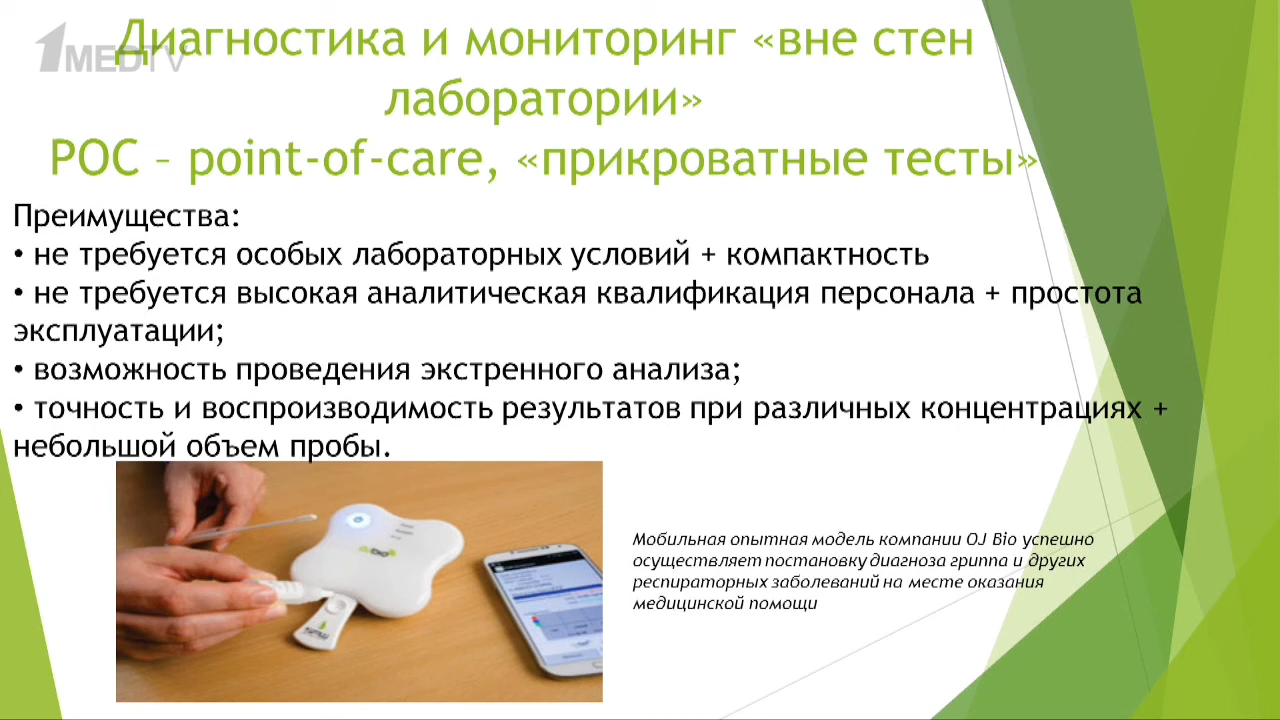 1MEDTV
Диагностика и мониторинг «вне стен
лаборатории»
POC – point-of-care, «прикроватные тесты»
Преимущества:
• не требуется особых лабораторных условий + компактность
• не требуется высокая аналитическая квалификация персонала + простота
эксплуатации;
• возможность проведения экстренного анализа;
• точность и воспроизводимость результатов при различных концентрациях +
небольшой объем пробы.
Мобильная опытная модель компании OJ Bio успешно
осуществляет постановку диагноза гриппа и других
респираторных заболеваний на месте оказания
медицинской помощи